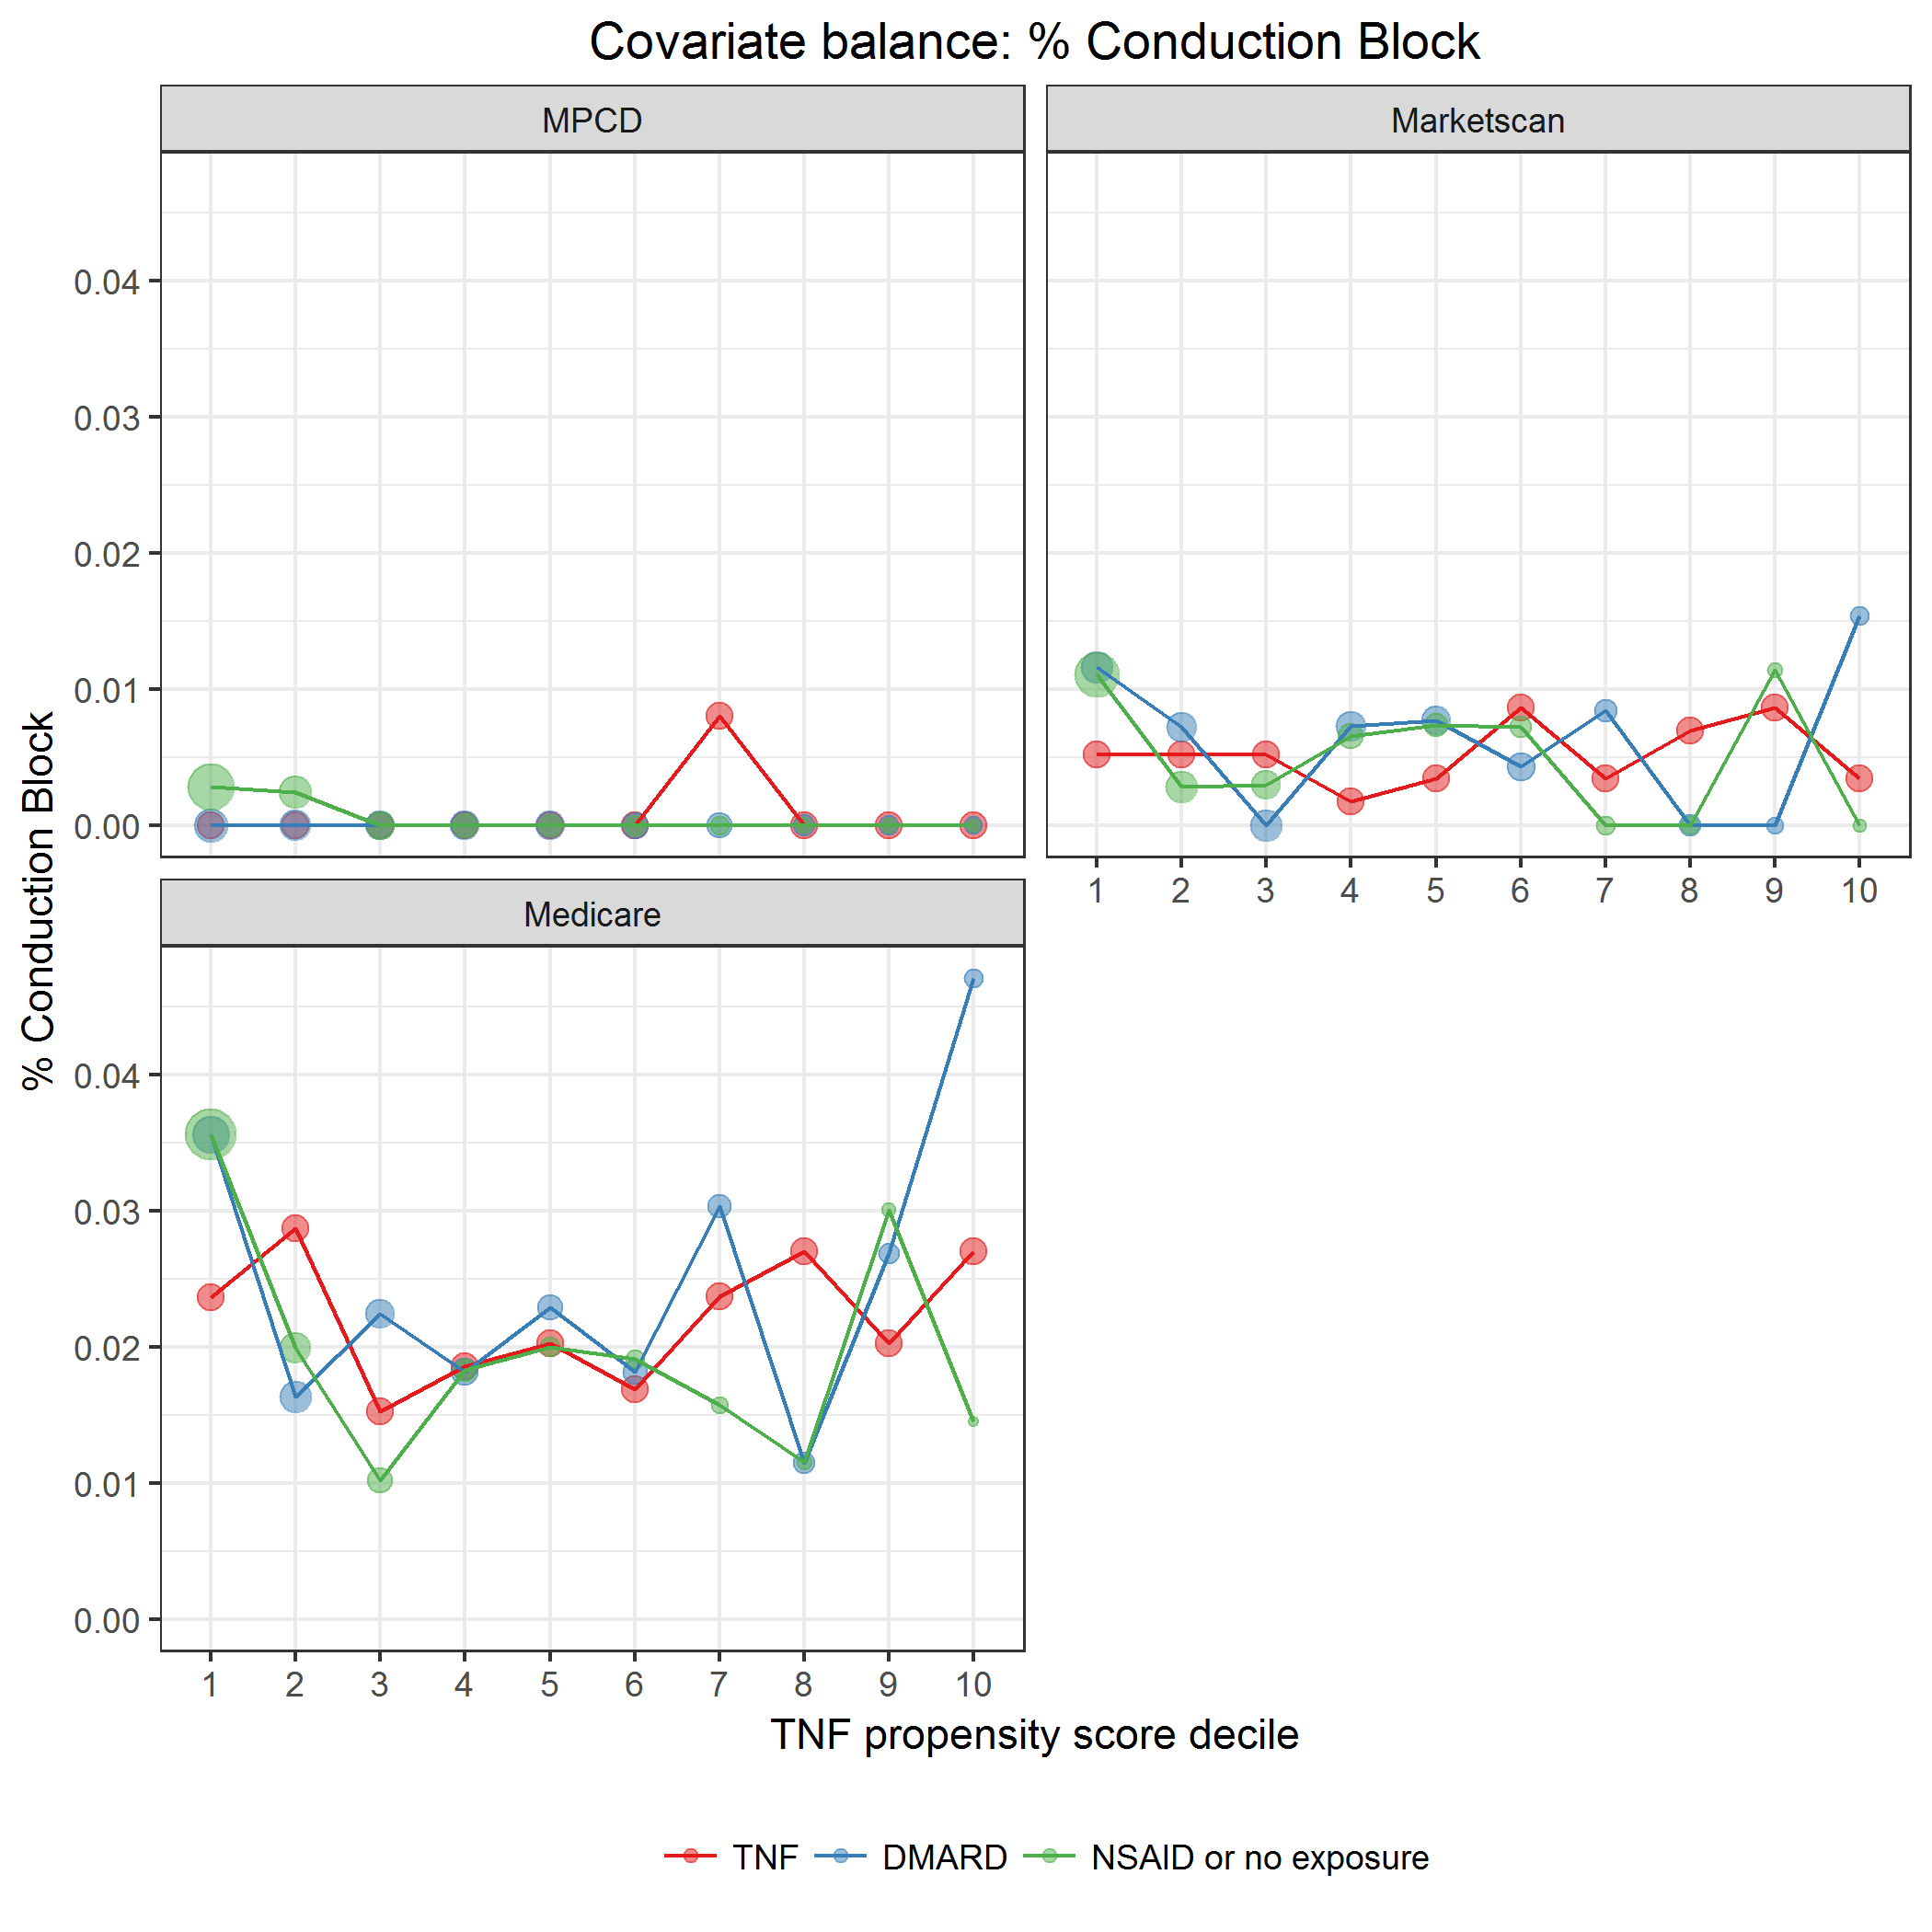 Covariate balance: % Conduction Block
MPCD
Marketscan
0.04
0.03
0.02
0.01
0.00
1 2 3 4 5 6 7 8 9 10
Medicare
0.04
0.03
0.02
0.01
0.00
1 2 3 4 5 6 7 8 9 10
% Conduction Block
TNF propensity score decile
TNF DMARD NSAID or no exposure